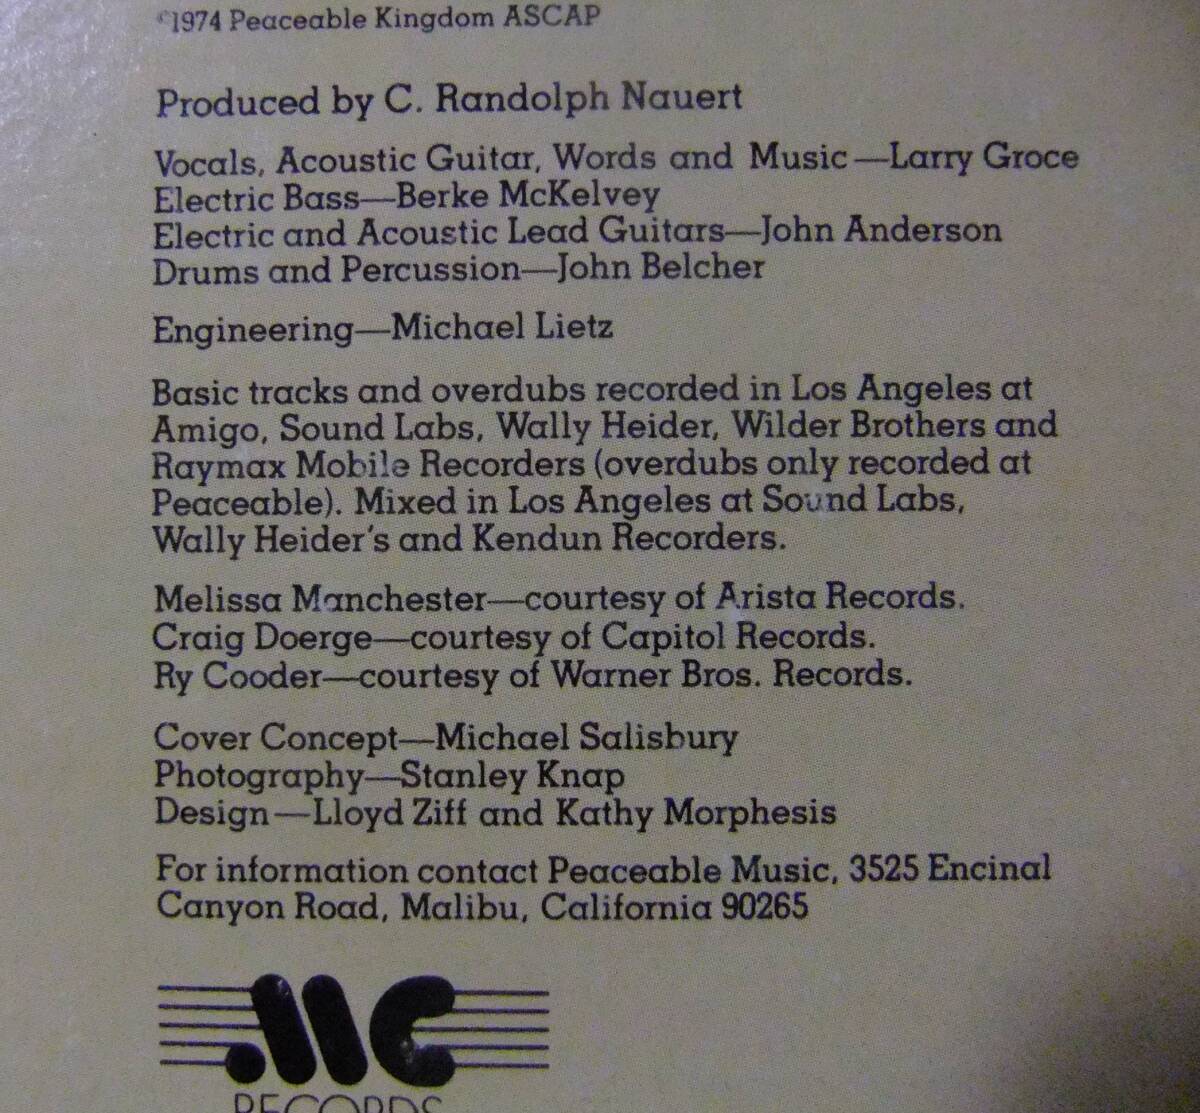 ©1974 Peaceable Kingdom ASCAP
Produced by C. Randolph Nauert
Vocals, Acoustic Guitar, Words and Music—Larry Groce
Electric Bass—Berke McKelvey
Electric and Acoustic Lead Guitars—John Anderson
Drums and Percussion—John Belcher
Engineering—Michael Lietz
Basic tracks and overdubs recorded in Los Angeles at
Amigo, Sound Labs, Wally Heider, Wilder Brothers and
Raymax Mobile Recorders (overdubs only recorded at
Peaceable). Mixed in Los Angeles at Sound Labs,
Wally Heider's and Kendun Recorders.
Melissa Manchester—courtesy of Arista Records.
Craig Doerge—courtesy of Capitol Records.
Ry Cooder—courtesy of Warner Bros. Records.
Cover Concept—Michael Salisbury
Photography—Stanley Knap
Design—Lloyd Ziff and Kathy Morphesis
For information contact Peaceable Music, 3525 Encinal
Canyon Road, Malibu, California 90265
MC
RECORDS